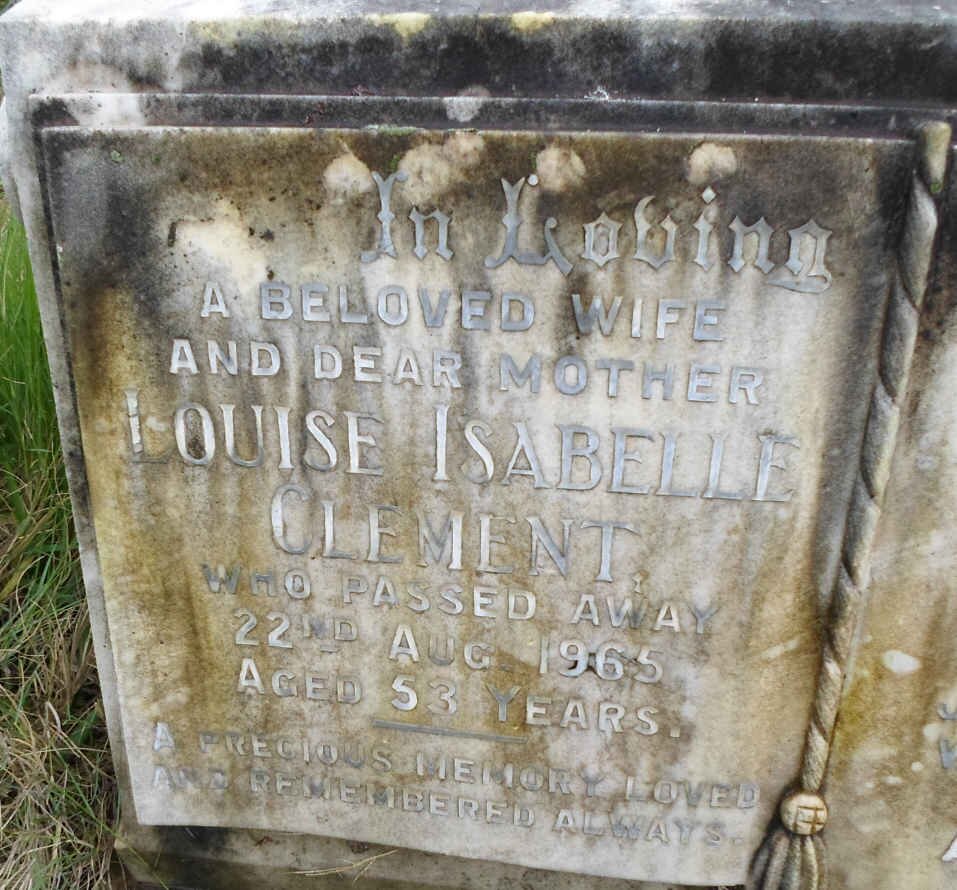 In Loving
A BELOVED WIFE
AND DEAR MOTHER
LOUISE ISABELLE
CLEMENT,
WHO PASSED AWAY
22ND AUG. 1965
AGED 53 YEARS.
A PRECIOUS MEMORY LOVED
AND REMEMBERED ALWAYS.